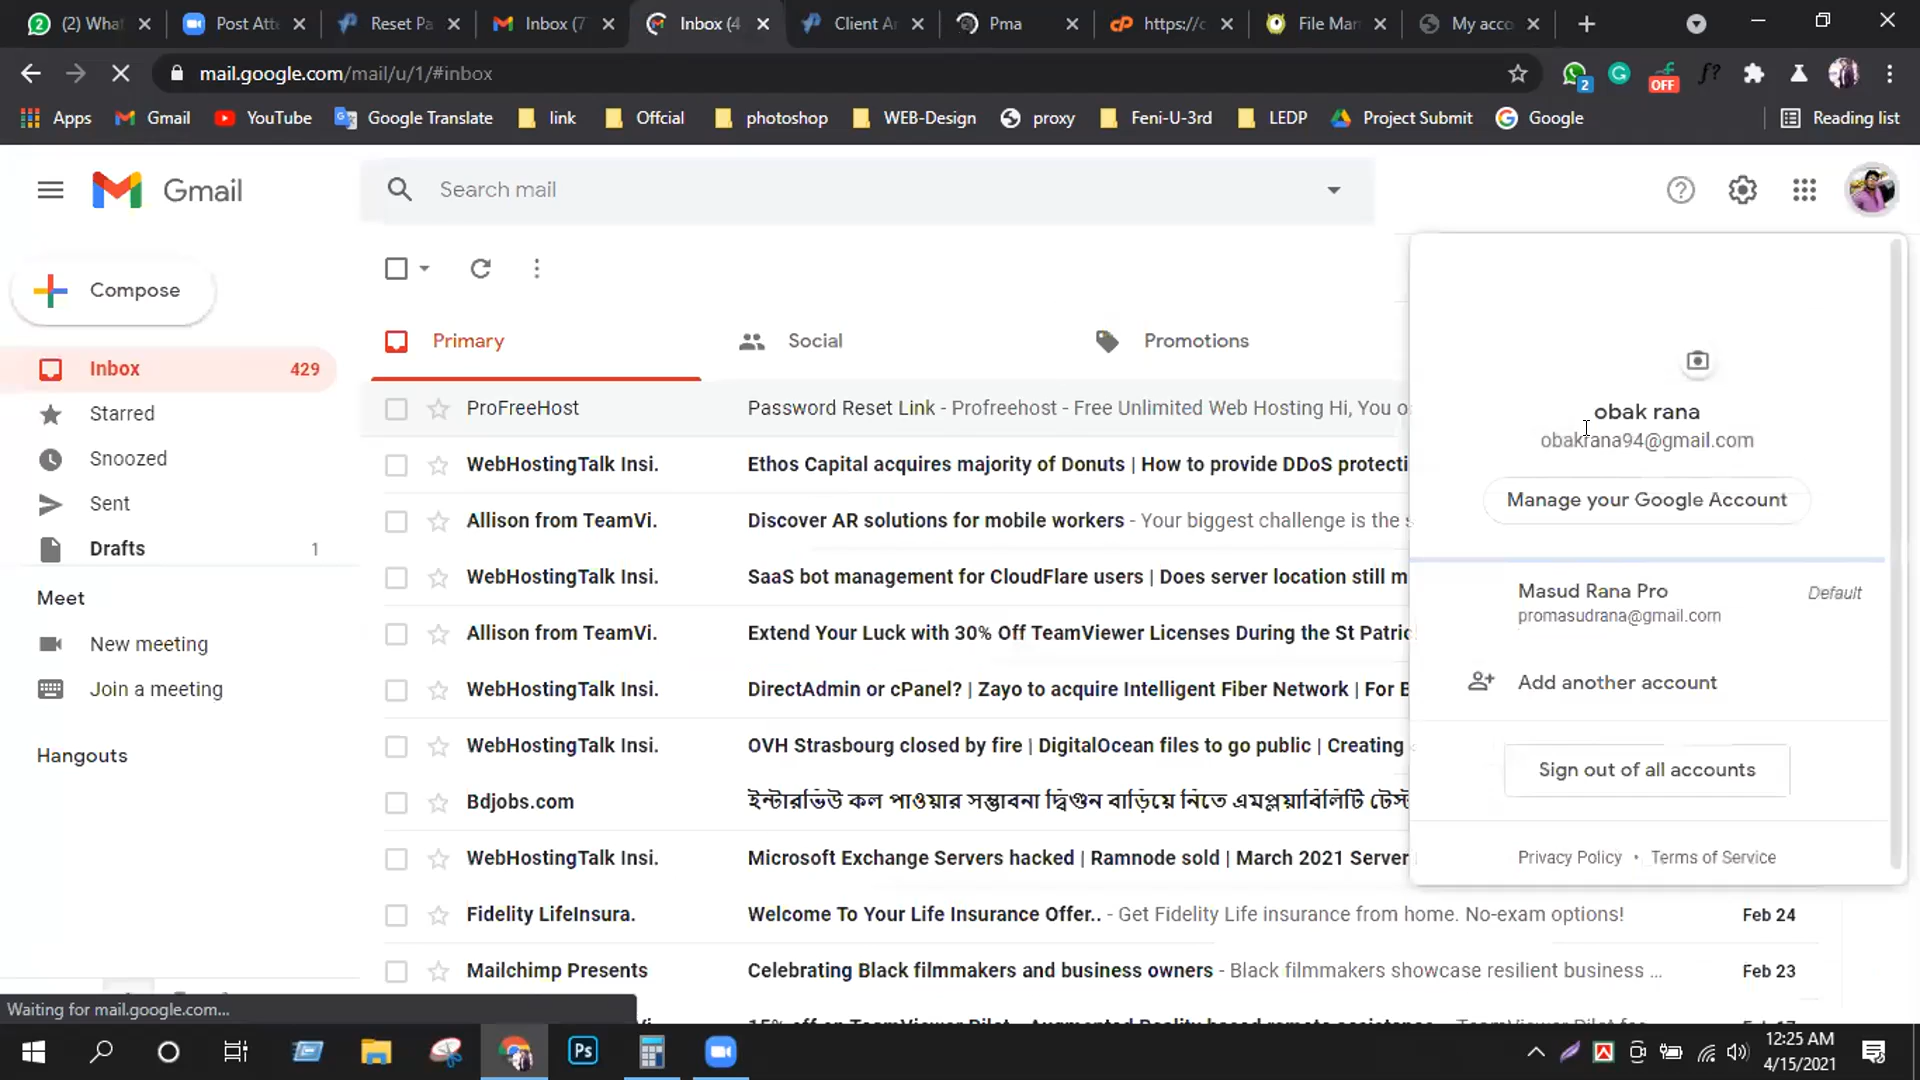 (2) What
Post Atte
Reset Pa
Inbox (7
Inbox (4
Client A
Pma
https://c
File Man
My acco
mail.google.com/mail/u/1/#inbox
2
OFF
f?
Apps
Gmail
YouTube
Google Translate
link
Offcial
photoshop
WEB-Design
proxy
Feni-U-3rd
LEDP
Project Submit
Google
Reading list
Gmail
Search mail
Compose
Inbox 429
Starred
Snoozed
Sent
Drafts 1
Meet
New meeting
Join a meeting
Hangouts
Primary
Social
Promotions
ProFreeHost Password Reset Link - Profreehost - Free Unlimited Web Hosting Hi, You o
WebHostingTalk Insi. Ethos Capital acquires majority of Donuts | How to provide DDoS protecti
Allison from TeamVi. Discover AR solutions for mobile workers - Your biggest challenge is the s
WebHostingTalk Insi. SaaS bot management for CloudFlare users | Does server location still m
Allison from TeamVi. Extend Your Luck with 30% Off TeamViewer Licenses During the St Patric
WebHostingTalk Insi. DirectAdmin or cPanel? | Zayo to acquire Intelligent Fiber Network | For B
WebHostingTalk Insi. OVH Strasbourg closed by fire | DigitalOcean files to go public | Creating
Bdjobs.com ইন্টারভিউ কল পাওয়ার সম্ভাবনা দ্বিগুন বাড়িয়ে নিতে এমপ্লয়াবিলিটি টেস্ট
WebHostingTalk Insi. Microsoft Exchange Servers hacked | Ramnode sold | March 2021 Server
Fidelity LifeInsura. Welcome To Your Life Insurance Offer.. - Get Fidelity Life insurance from home. No-exam options! Feb 24
Mailchimp Presents Celebrating Black filmmakers and business owners - Black filmmakers showcase resilient business ... Feb 23
obak rana
obakrana94@gmail.com
Manage your Google Account
Masud Rana Pro Default
promasudrana@gmail.com
Add another account
Sign out of all accounts
Privacy Policy • Terms of Service
Waiting for mail.google.com...
Ps
12:25 AM
4/15/2021